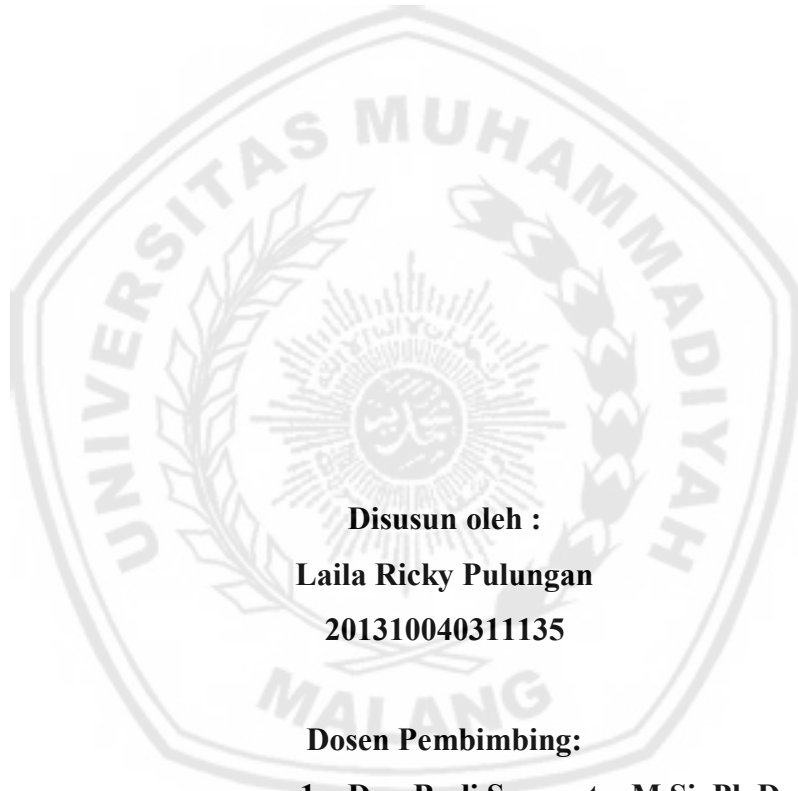 UNIVERSITAS MUHAMMADIYAH
Disusun oleh :
Laila Ricky Pulungan
201310040311135
MALANG
Dosen Pembimbing: